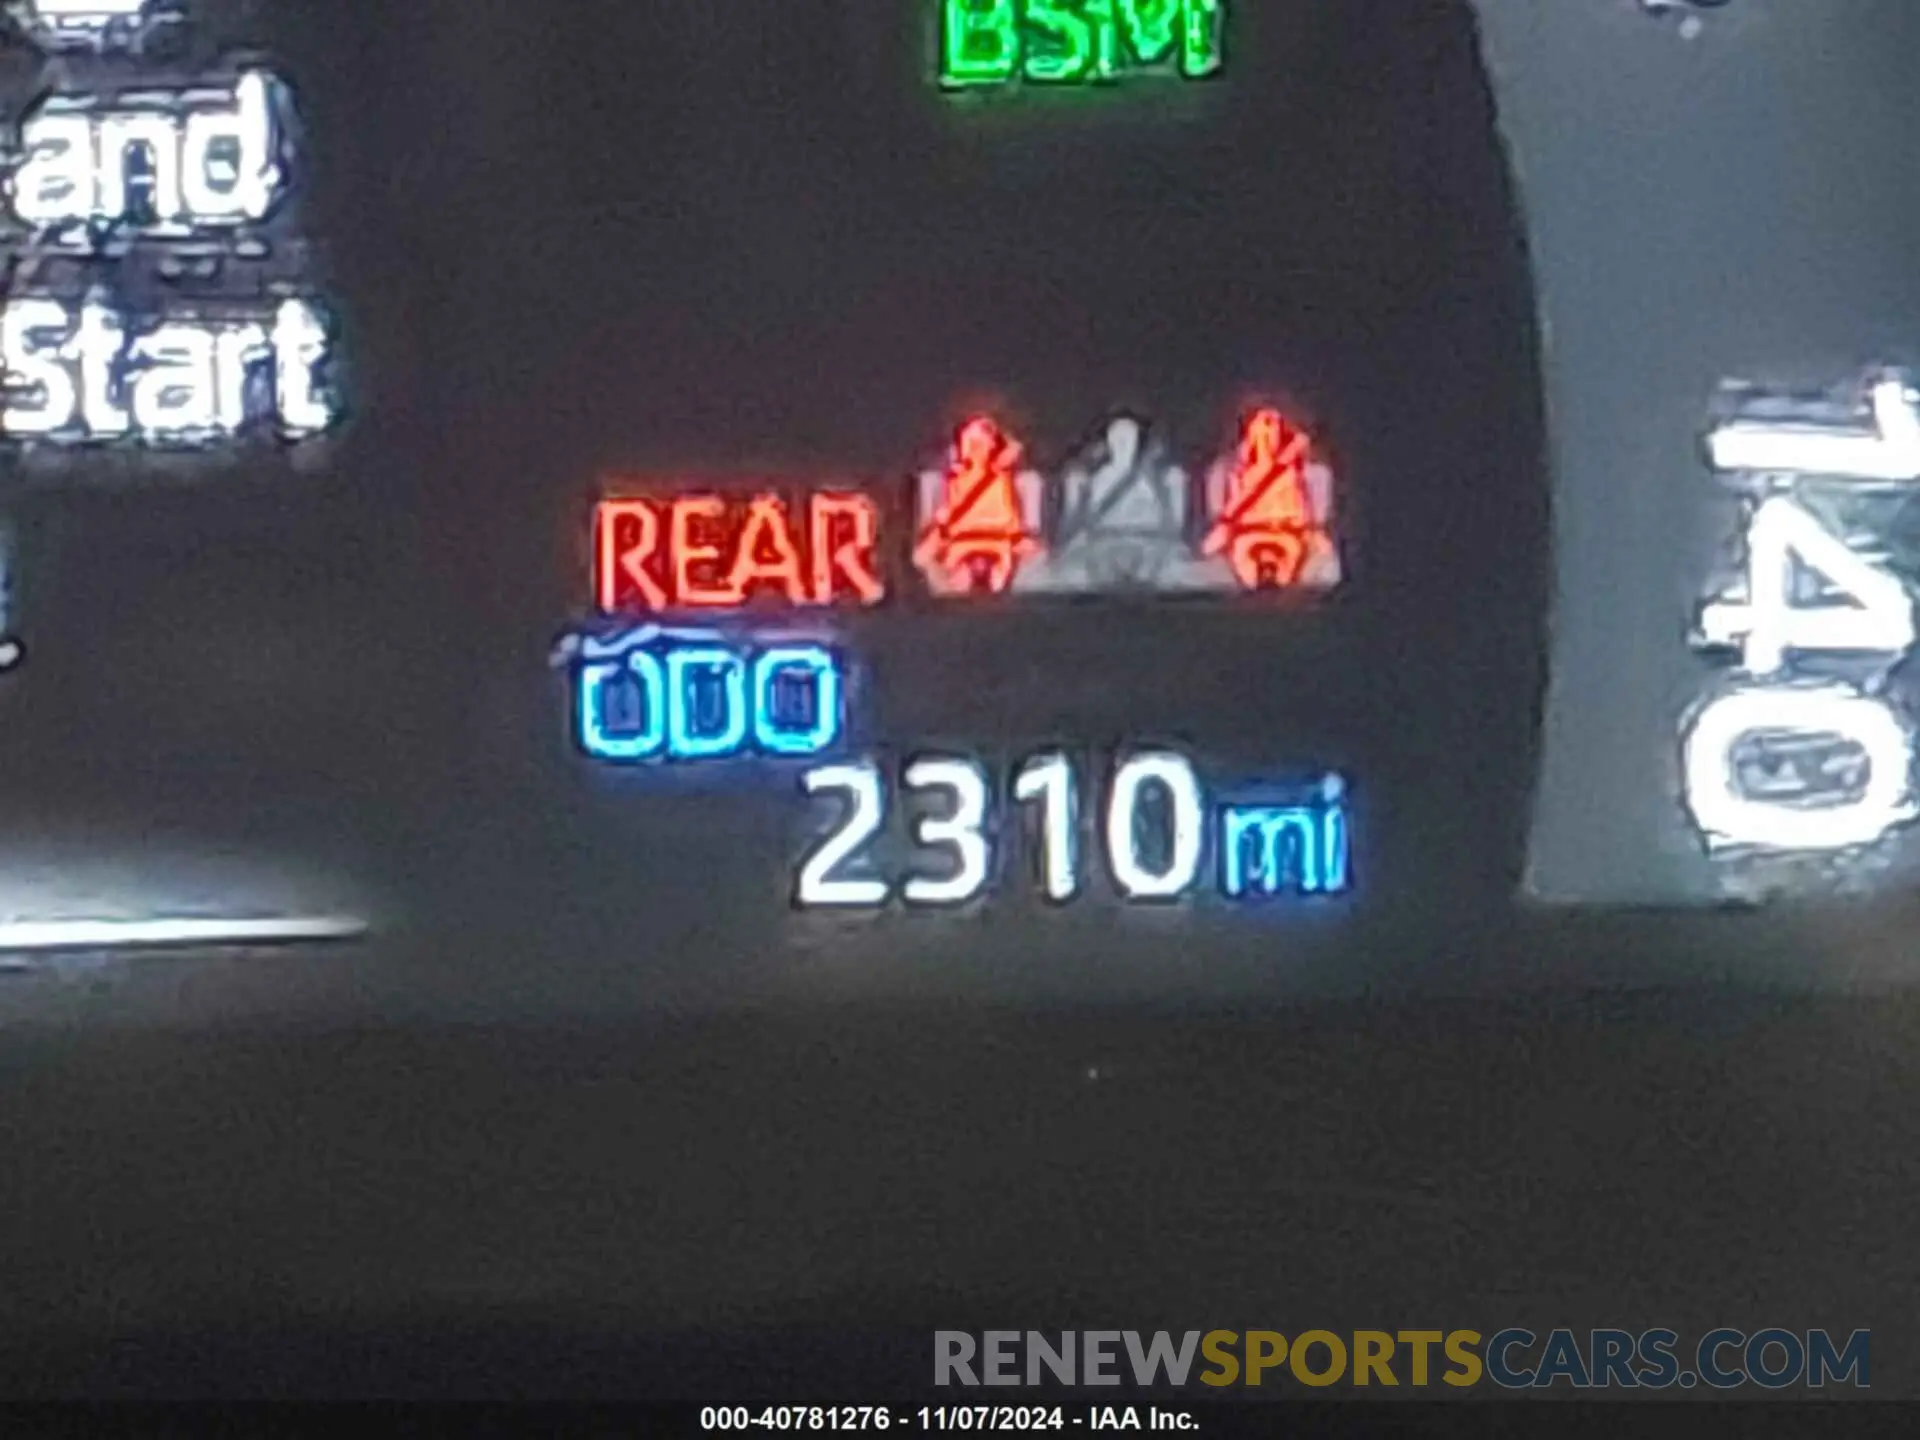 BSM
and
Start
REAR
ODO
2310 mi
140
RENEWSPORTSCARS.COM
000-40781276 - 11/07/2024 - IAA Inc.